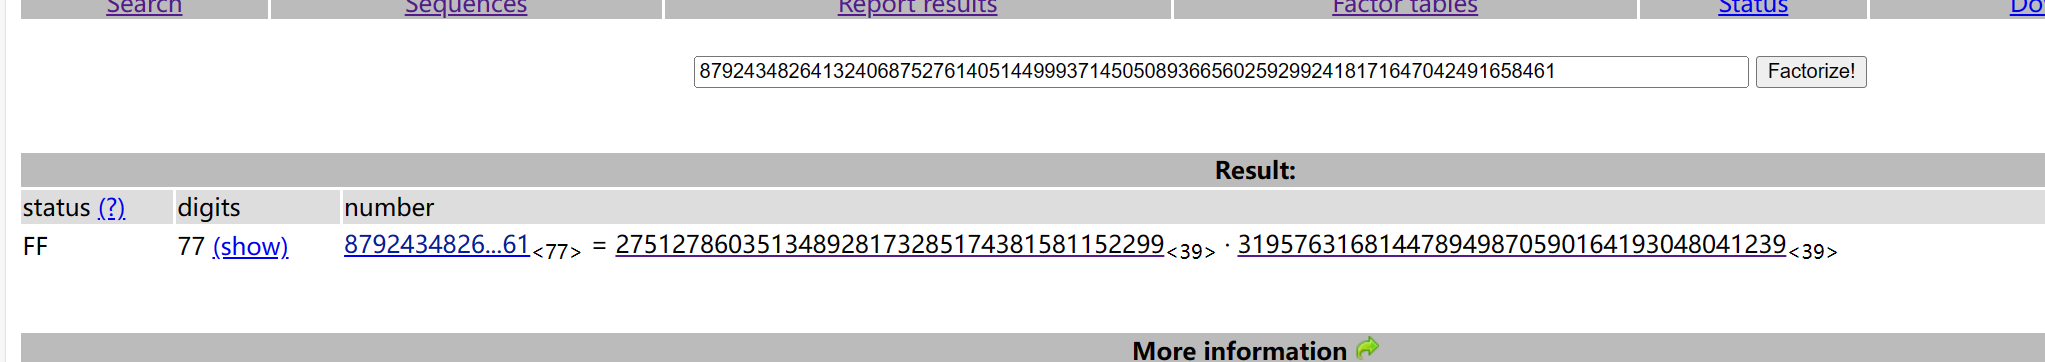 Search Sequences Report results Factor tables Status
87924348264132406875276140514499937145050893665602592992418171647042491658461 Factorize!
Result:
status (?) digits number
FF 77 (show) 8792434826...61<77> = 275127860351348928173285174381581152299<39> · 319576316814478949870590164193048041239<39>
More information